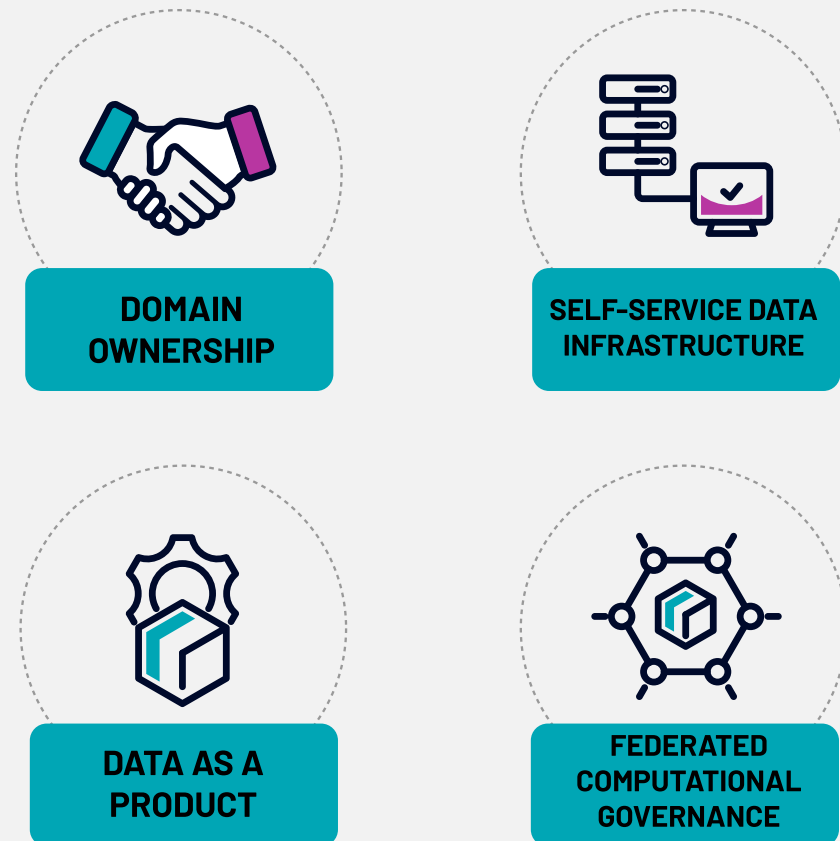 DOMAIN
OWNERSHIP
SELF-SERVICE DATA
INFRASTRUCTURE
DATA AS A
PRODUCT
FEDERATED
COMPUTATIONAL
GOVERNANCE